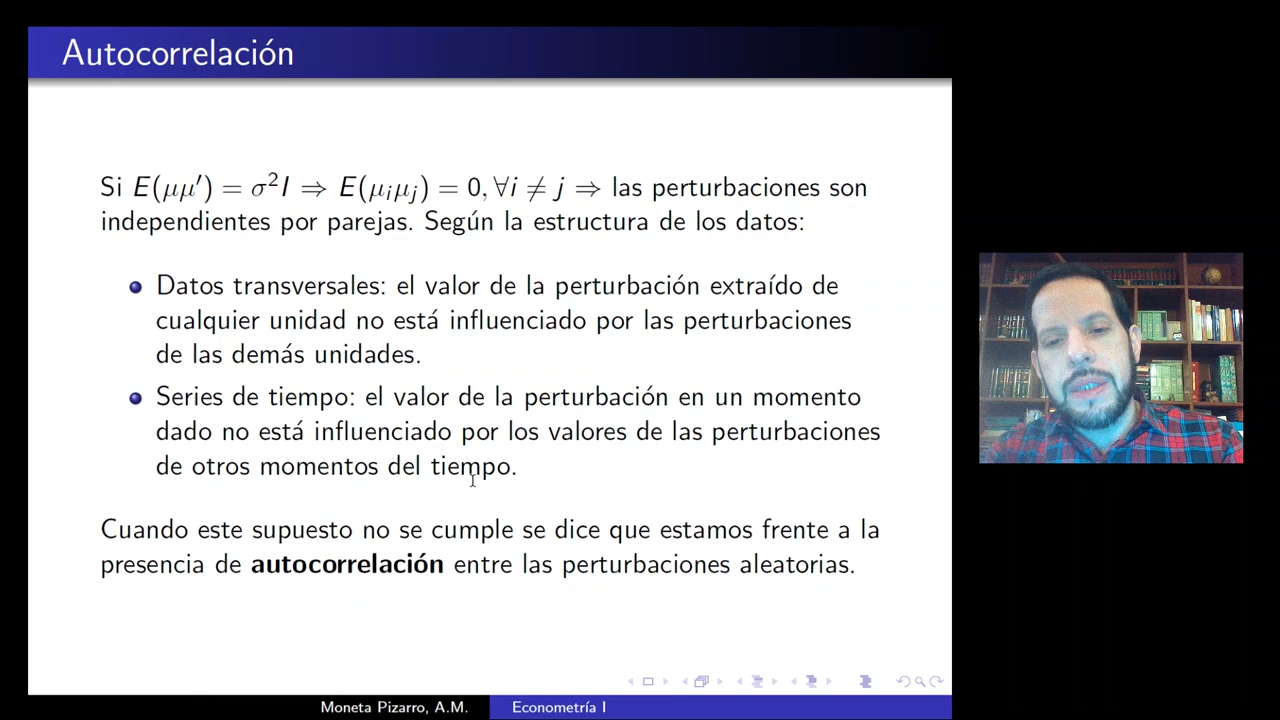 Autocorrelación
Si E(μμ′) = σ²I ⇒ E(μᵢμⱼ) = 0, ∀i ≠ j ⇒ las perturbaciones son
independientes por parejas. Según la estructura de los datos:
Datos transversales: el valor de la perturbación extraído de
cualquier unidad no está influenciado por las perturbaciones
de las demás unidades.
Series de tiempo: el valor de la perturbación en un momento
dado no está influenciado por los valores de las perturbaciones
de otros momentos del tiempo.
Cuando este supuesto no se cumple se dice que estamos frente a la
presencia de autocorrelación entre las perturbaciones aleatorias.
Moneta Pizarro, A.M. Econometría I